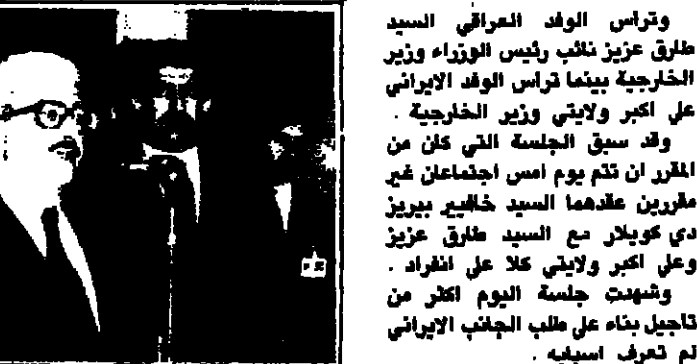 وتراس الوفد العراقي السيد
طارق عزيز نائب رئيس الوزراء وزير
الخارجية بينما تراس الوفد الايراني
علي اكبر ولايتي وزير الخارجية .
وقد سبق الجلسة التي كان من
المقرر ان تتم يوم امس اجتماعان غير
مقررين عقدهما السيد خافيير بيريز
دي كويلار مع السيد طارق عزيز
وعلي اكبر ولايتي كلا على انفراد .
وشهدت جلسة اليوم اكثر من
تاجيل بناء على طلب الجانب الايراني
لم تعرف اسبابه .